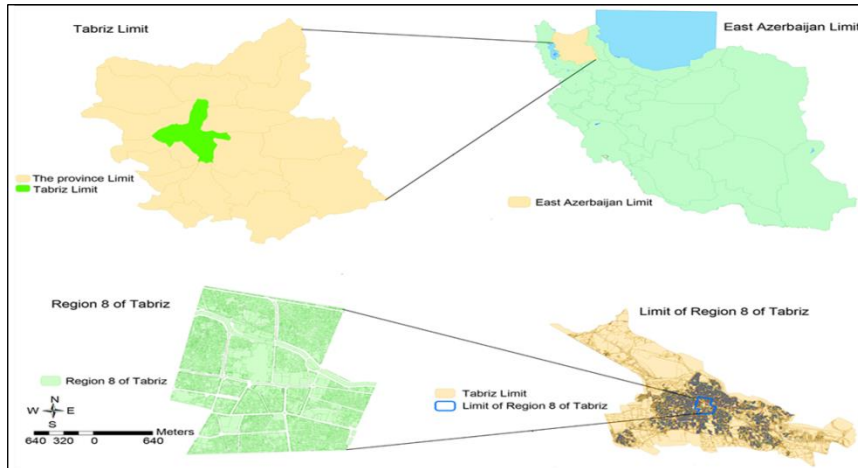 Tabriz Limit
East Azerbaijan Limit
The province Limit
Tabriz Limit
East Azerbaijan Limit
Region 8 of Tabriz
Limit of Region 8 of Tabriz
Region 8 of Tabriz
Tabriz Limit
Limit of Region 8 of Tabriz
N
W E
S
Meters
640 320 0 640